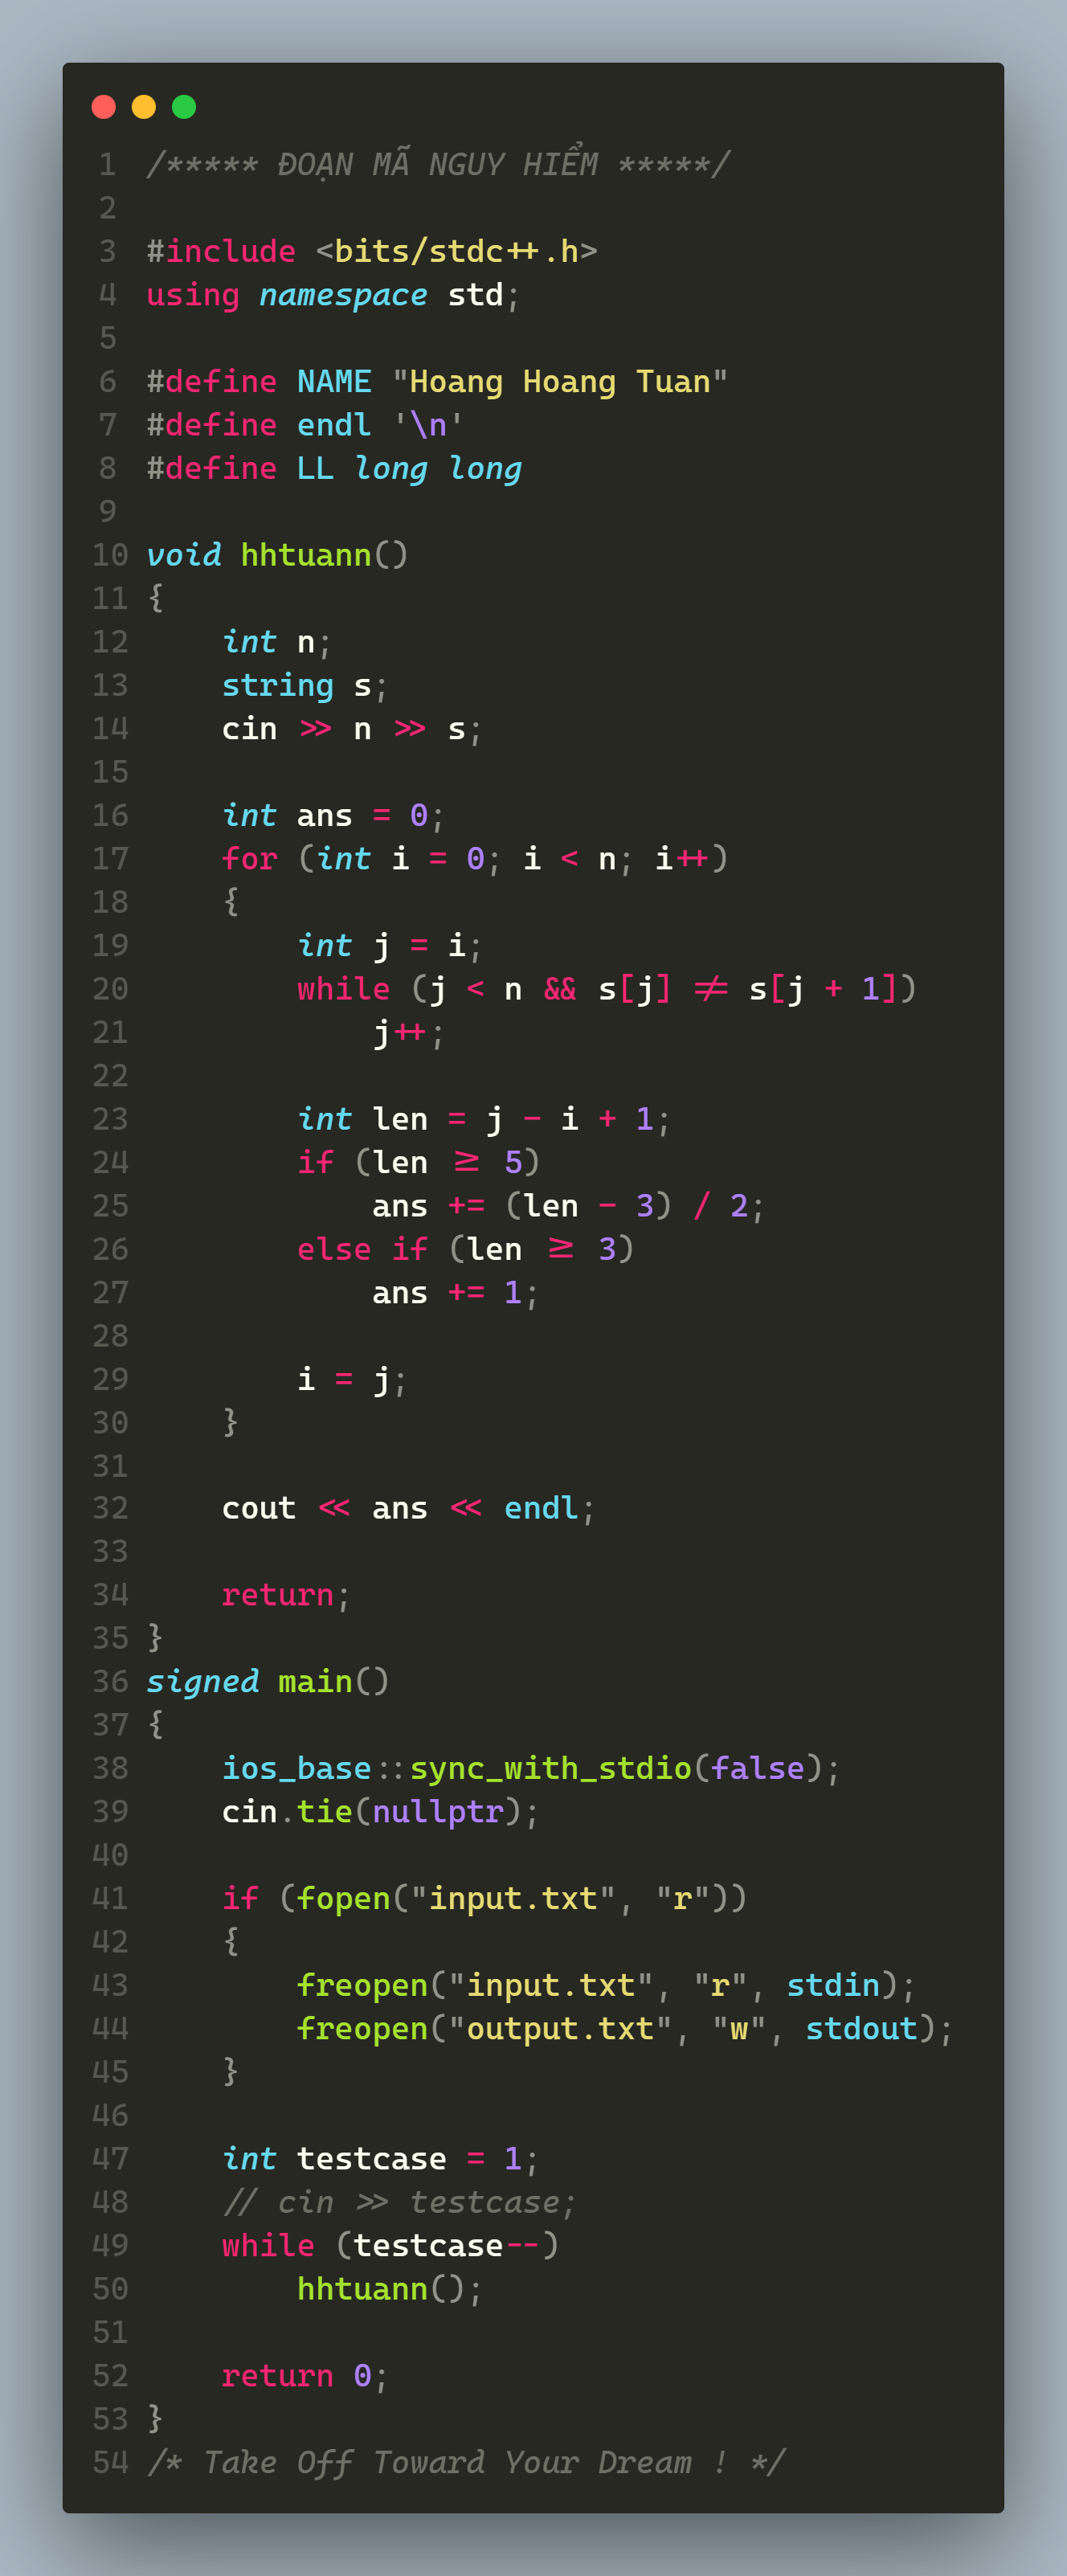 1 /***** ĐOẠN MÃ NGUY HIỂM *****/
2
3 #include <bits/stdc++.h>
4 using namespace std;
5
6 #define NAME "Hoang Hoang Tuan"
7 #define endl '\n'
8 #define LL long long
9
10 void hhtuann()
11 {
12     int n;
13     string s;
14     cin >> n >> s;
15
16     int ans = 0;
17     for (int i = 0; i < n; i++)
18     {
19         int j = i;
20         while (j < n && s[j] != s[j + 1])
21             j++;
22
23         int len = j - i + 1;
24         if (len >= 5)
25             ans += (len - 3) / 2;
26         else if (len >= 3)
27             ans += 1;
28
29         i = j;
30     }
31
32     cout << ans << endl;
33
34     return;
35 }
36 signed main()
37 {
38     ios_base::sync_with_stdio(false);
39     cin.tie(nullptr);
40
41     if (fopen("input.txt", "r"))
42     {
43         freopen("input.txt", "r", stdin);
44         freopen("output.txt", "w", stdout);
45     }
46
47     int testcase = 1;
48     // cin >> testcase;
49     while (testcase--)
50         hhtuann();
51
52     return 0;
53 }
54 /* Take Off Toward Your Dream ! */